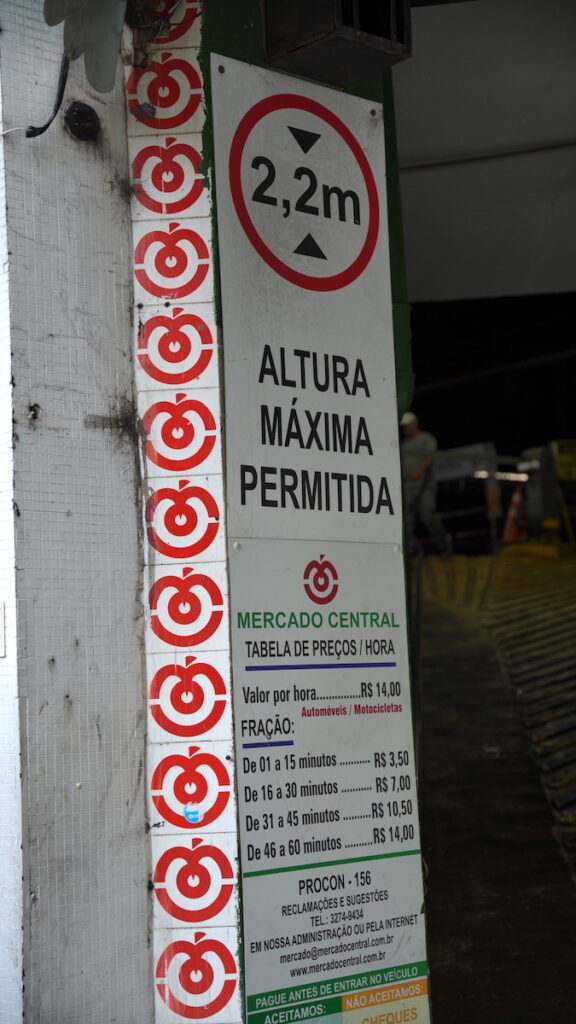 2,2m
ALTURA
MÁXIMA
PERMITIDA
MERCADO CENTRAL
TABELA DE PREÇOS / HORA
Valor por hora...............R$ 14,00
Automóveis / Motocicletas
FRAÇÃO:
De 01 a 15 minutos ........... R$ 3,50
De 16 a 30 minutos ........... R$ 7,00
De 31 a 45 minutos .........R$ 10,50
De 46 a 60 minutos ..........R$ 14,00
PROCON - 156
RECLAMAÇÕES E SUGESTÕES
TEL.: 3274-9434
EM NOSSA ADMINISTRAÇÃO OU PELA INTERNET
mercado@mercadocentral.com.br
www.mercadocentral.com.br
PAGUE ANTES DE ENTRAR NO VEÍCULO
ACEITAMOS: NÃO ACEITAMOS:
CHEQUES